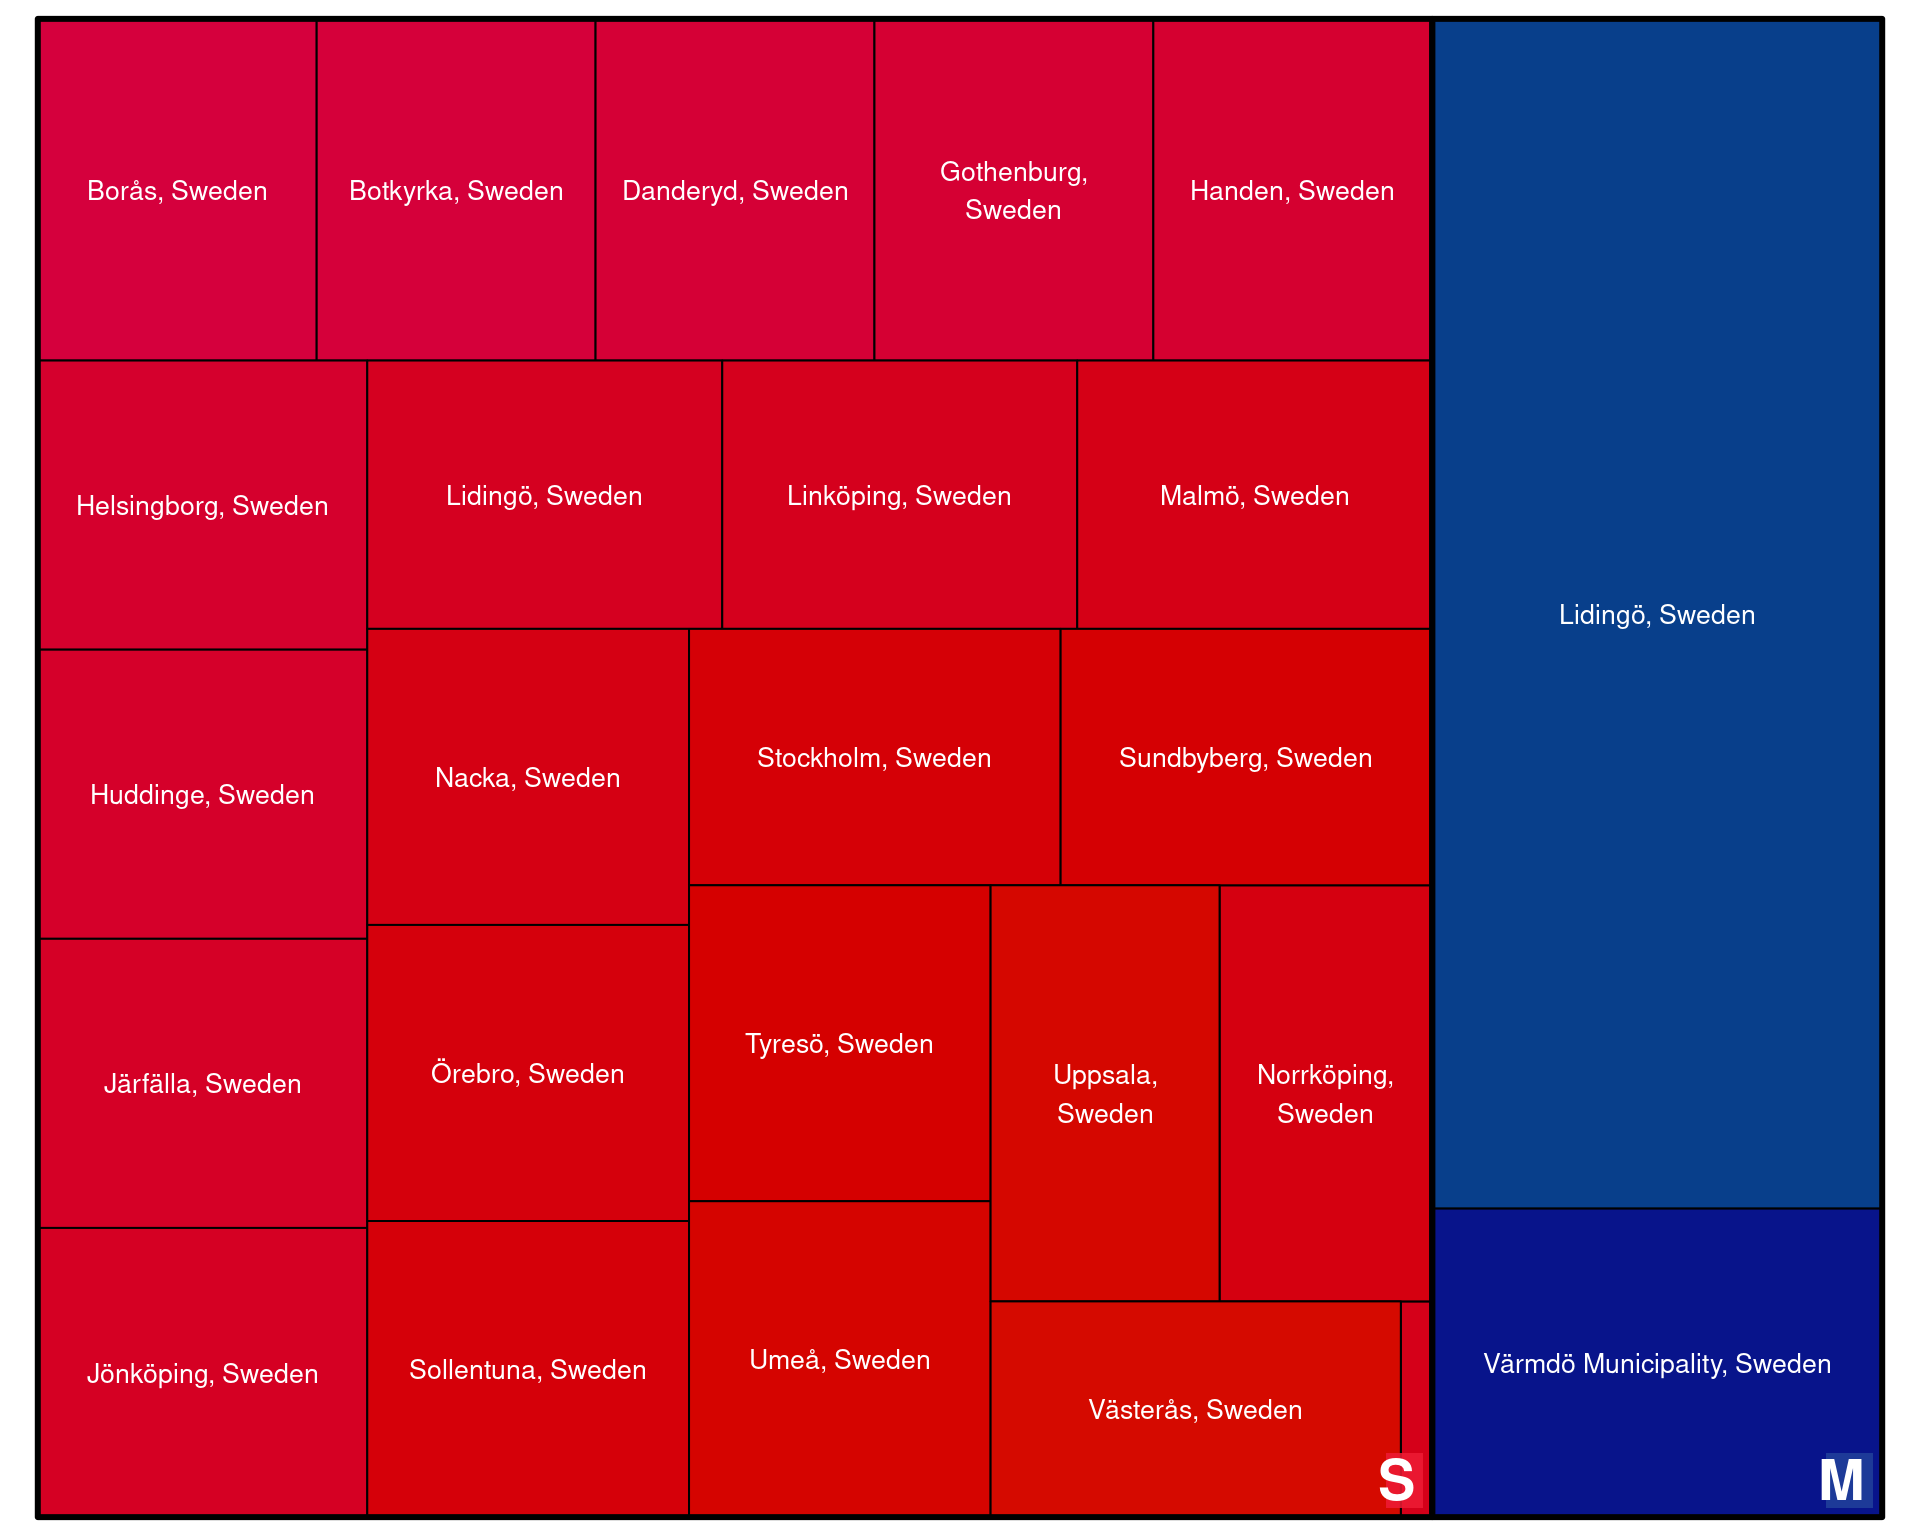 Borås, Sweden
Botkyrka, Sweden
Danderyd, Sweden
Gothenburg,
Sweden
Handen, Sweden
Helsingborg, Sweden
Lidingö, Sweden
Linköping, Sweden
Malmö, Sweden
Lidingö, Sweden
Huddinge, Sweden
Nacka, Sweden
Stockholm, Sweden
Sundbyberg, Sweden
Järfälla, Sweden
Örebro, Sweden
Tyresö, Sweden
Uppsala,
Sweden
Norrköping,
Sweden
Jönköping, Sweden
Sollentuna, Sweden
Umeå, Sweden
Västerås, Sweden
Värmdö Municipality, Sweden
S
M